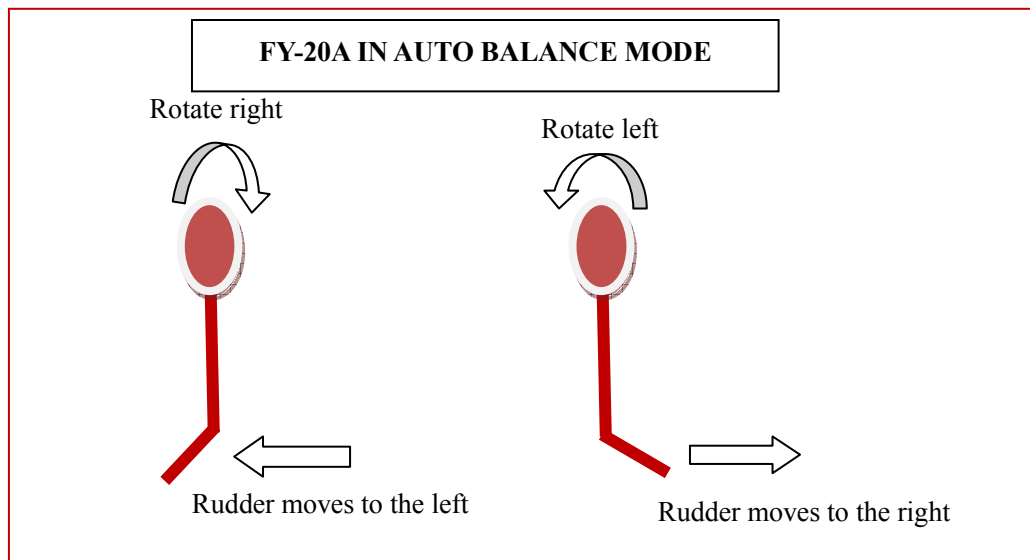 FY-20A IN AUTO BALANCE MODE
Rotate right
Rotate left
Rudder moves to the left
Rudder moves to the right